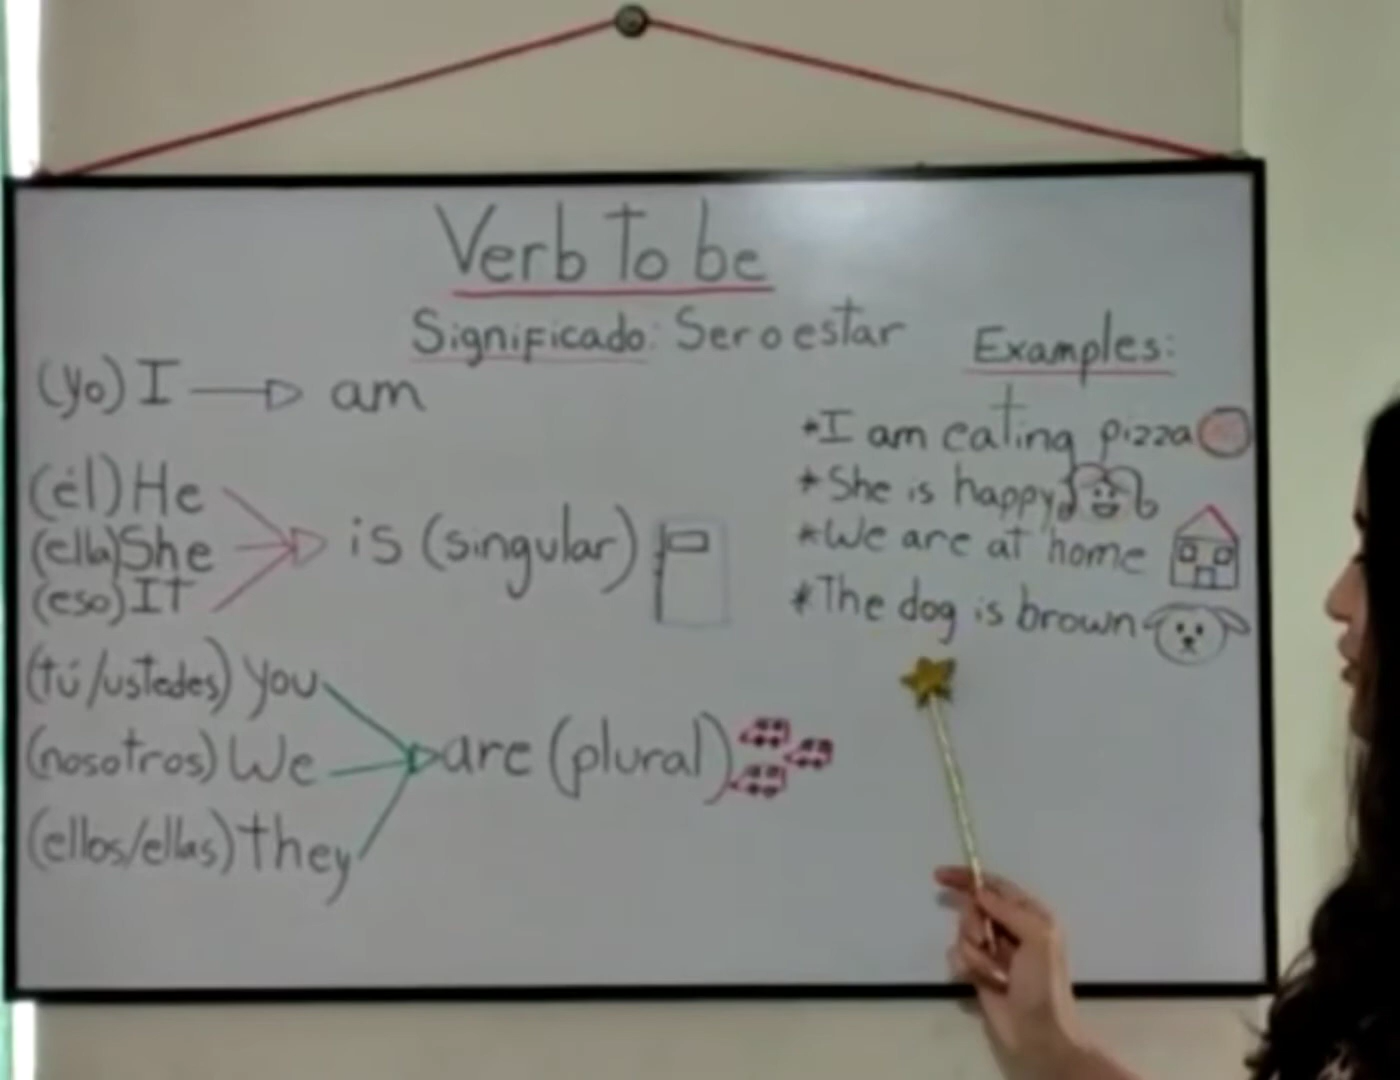 Verb To be
Significado: Ser o estar
(yo) I am
(él) He
(ella) She
(eso) It
is (singular)
(tú/ustedes) you
(nosotros) We
(ellos/ellas) they
are (plural)
Examples:
*I am eating pizza
*She is happy
*We are at home
*The dog is brown